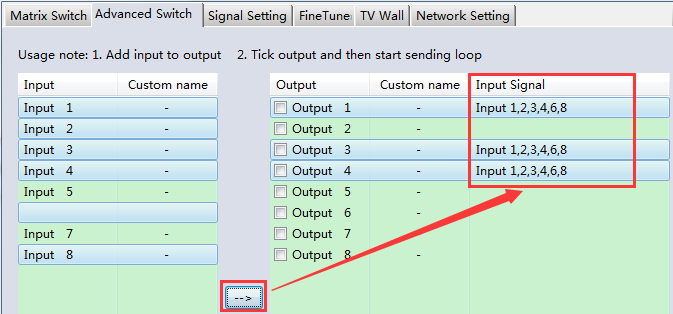 Matrix Switch Advanced Switch Signal Setting FineTune TV Wall Network Setting
Usage note: 1. Add input to output 2. Tick output and then start sending loop
Input Custom name Output Custom name Input Signal
Input 1 - Output 1 - Input 1,2,3,4,6,8
Input 2 - Output 2 -
Input 3 - Output 3 - Input 1,2,3,4,6,8
Input 4 - Output 4 - Input 1,2,3,4,6,8
Input 5 - Output 5 -
Output 6 -
Input 7 - Output 7
Input 8 - Output 8 -
-->